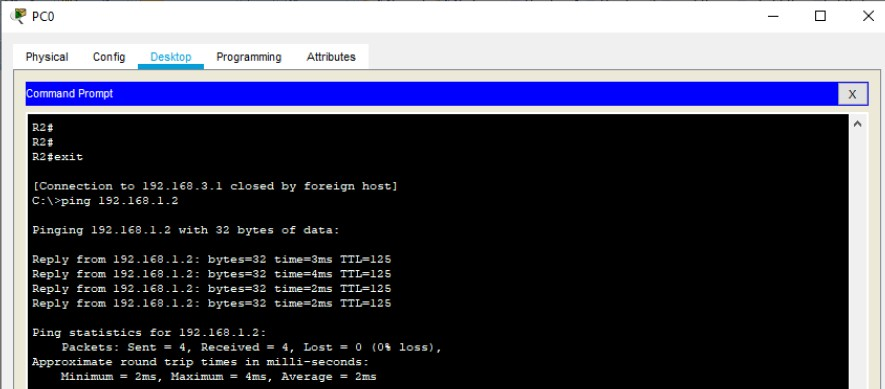 PC0
Physical Config Desktop Programming Attributes
Command Prompt X
R2#
R2#
R2#exit
[Connection to 192.168.3.1 closed by foreign host]
C:\>ping 192.168.1.2
Pinging 192.168.1.2 with 32 bytes of data:
Reply from 192.168.1.2: bytes=32 time=3ms TTL=125
Reply from 192.168.1.2: bytes=32 time=4ms TTL=125
Reply from 192.168.1.2: bytes=32 time=2ms TTL=125
Reply from 192.168.1.2: bytes=32 time=2ms TTL=125
Ping statistics for 192.168.1.2:
Packets: Sent = 4, Received = 4, Lost = 0 (0% loss),
Approximate round trip times in milli-seconds:
Minimum = 2ms, Maximum = 4ms, Average = 2ms